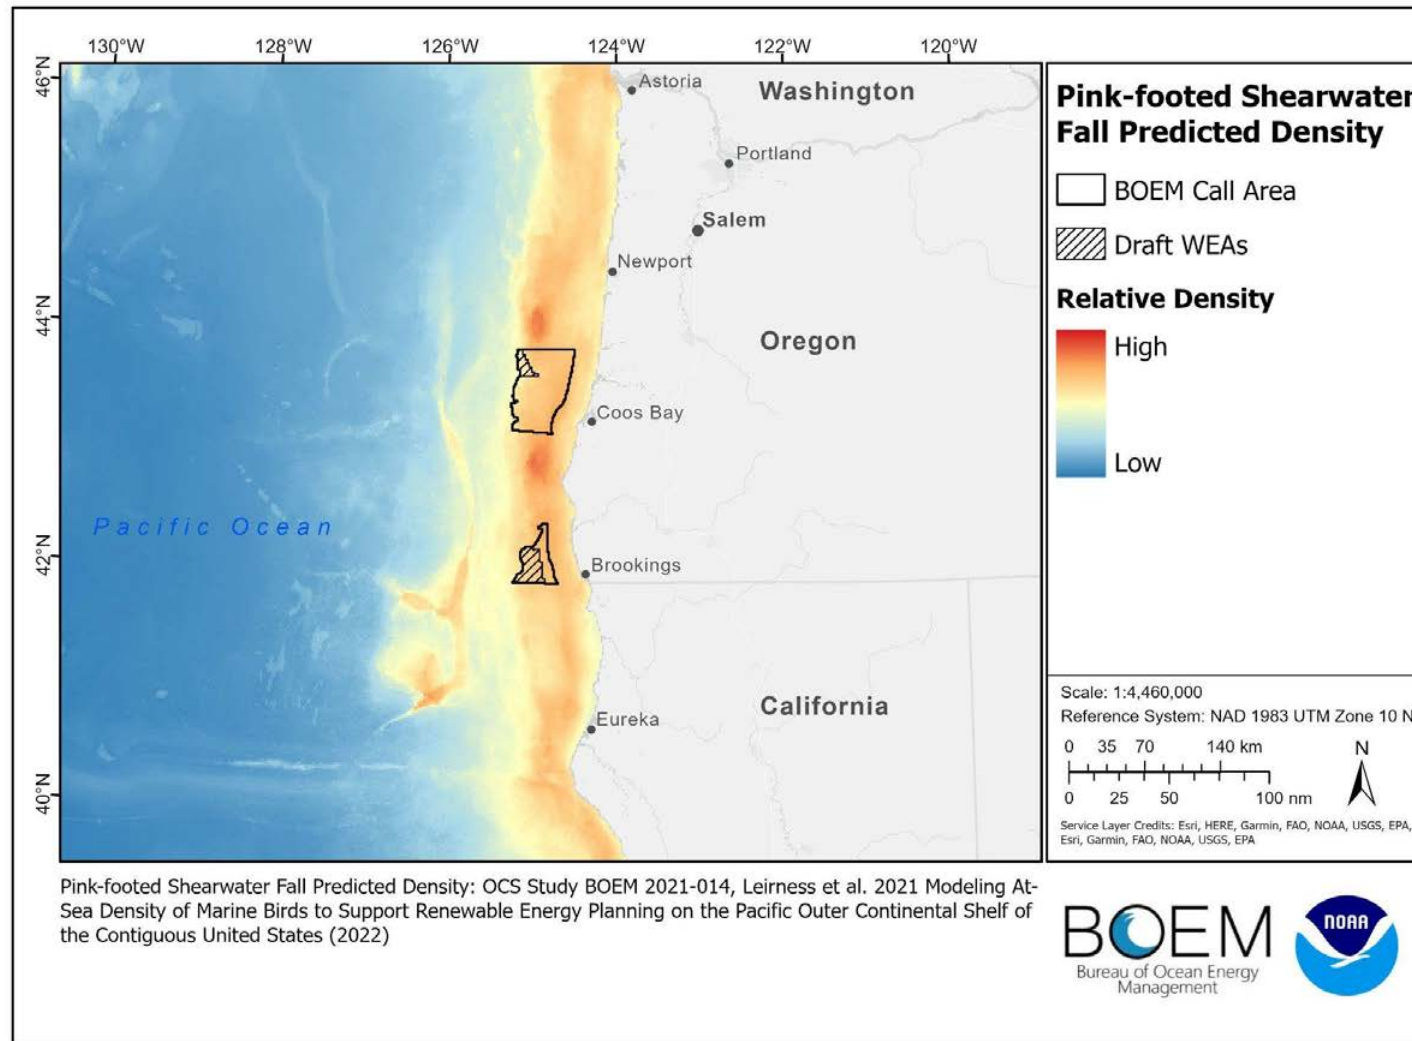 130°W 128°W 126°W 124°W 122°W 120°W
46°N
44°N
42°N
40°N
Astoria
Washington
Portland
Salem
Newport
Oregon
Coos Bay
Pacific Ocean
Brookings
California
Eureka
Pink-footed Shearwater
Fall Predicted Density
BOEM Call Area
Draft WEAs
Relative Density
High
Low
Scale: 1:4,460,000
Reference System: NAD 1983 UTM Zone 10 N
0 35 70 140 km
N
0 25 50 100 nm
Service Layer Credits: Esri, HERE, Garmin, FAO, NOAA, USGS, EPA,
Esri, Garmin, FAO, NOAA, USGS, EPA
Pink-footed Shearwater Fall Predicted Density: OCS Study BOEM 2021-014, Leirness et al. 2021 Modeling At-
Sea Density of Marine Birds to Support Renewable Energy Planning on the Pacific Outer Continental Shelf of
the Contiguous United States (2022)
BOEM
Bureau of Ocean Energy
Management
NOAA